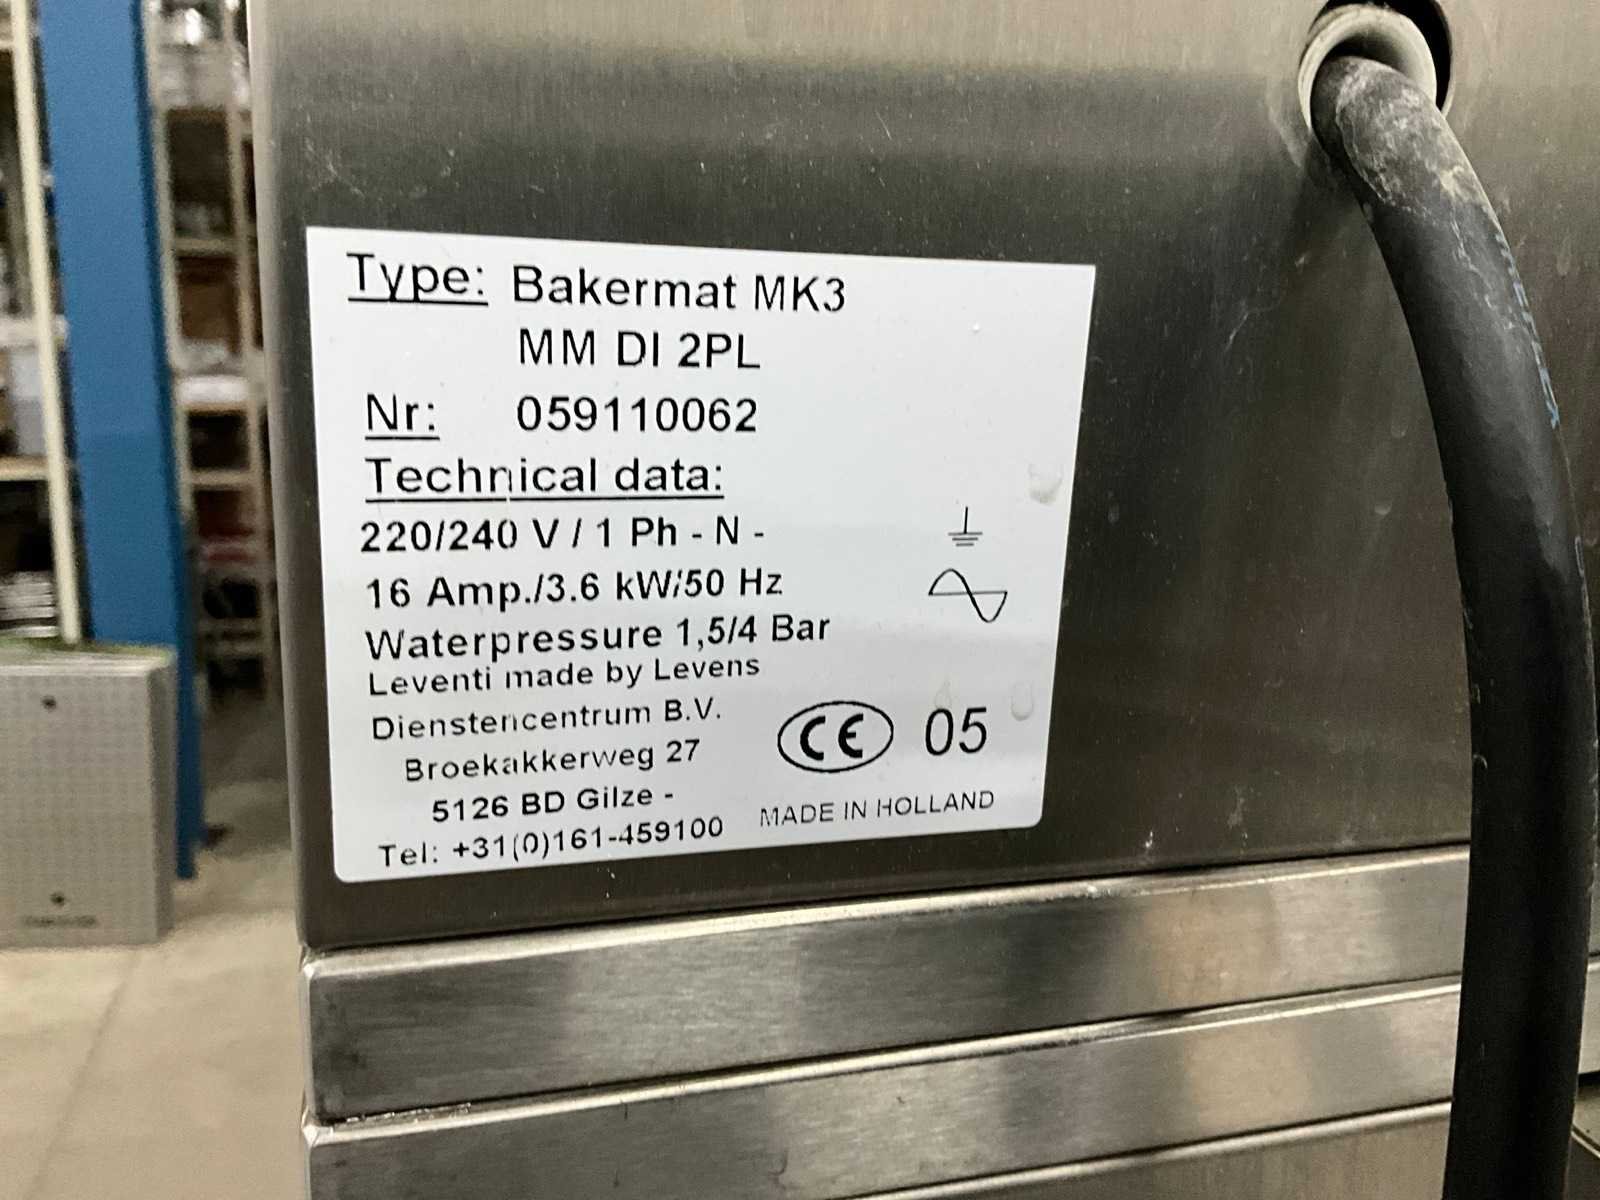 Type: Bakermat MK3
MM DI 2PL
Nr: 059110062
Technical data:
220/240 V / 1 Ph - N -
16 Amp./3.6 kW/50 Hz
Waterpressure 1,5/4 Bar
Leventi made by Levens
Dienstencentrum B.V.
Broekakkerweg 27
5126 BD Gilze -
Tel: +31(0)161-459100
CE 05
MADE IN HOLLAND